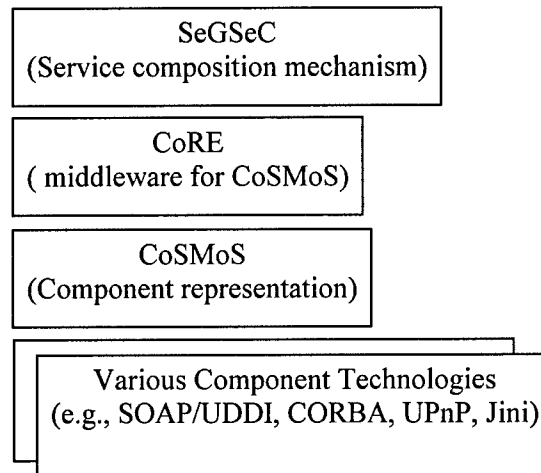 SeGSeC
(Service composition mechanism)
CoRE
( middleware for CoSMoS)
CoSMoS
(Component representation)
Various Component Technologies
(e.g., SOAP/UDDI, CORBA, UPnP, Jini)